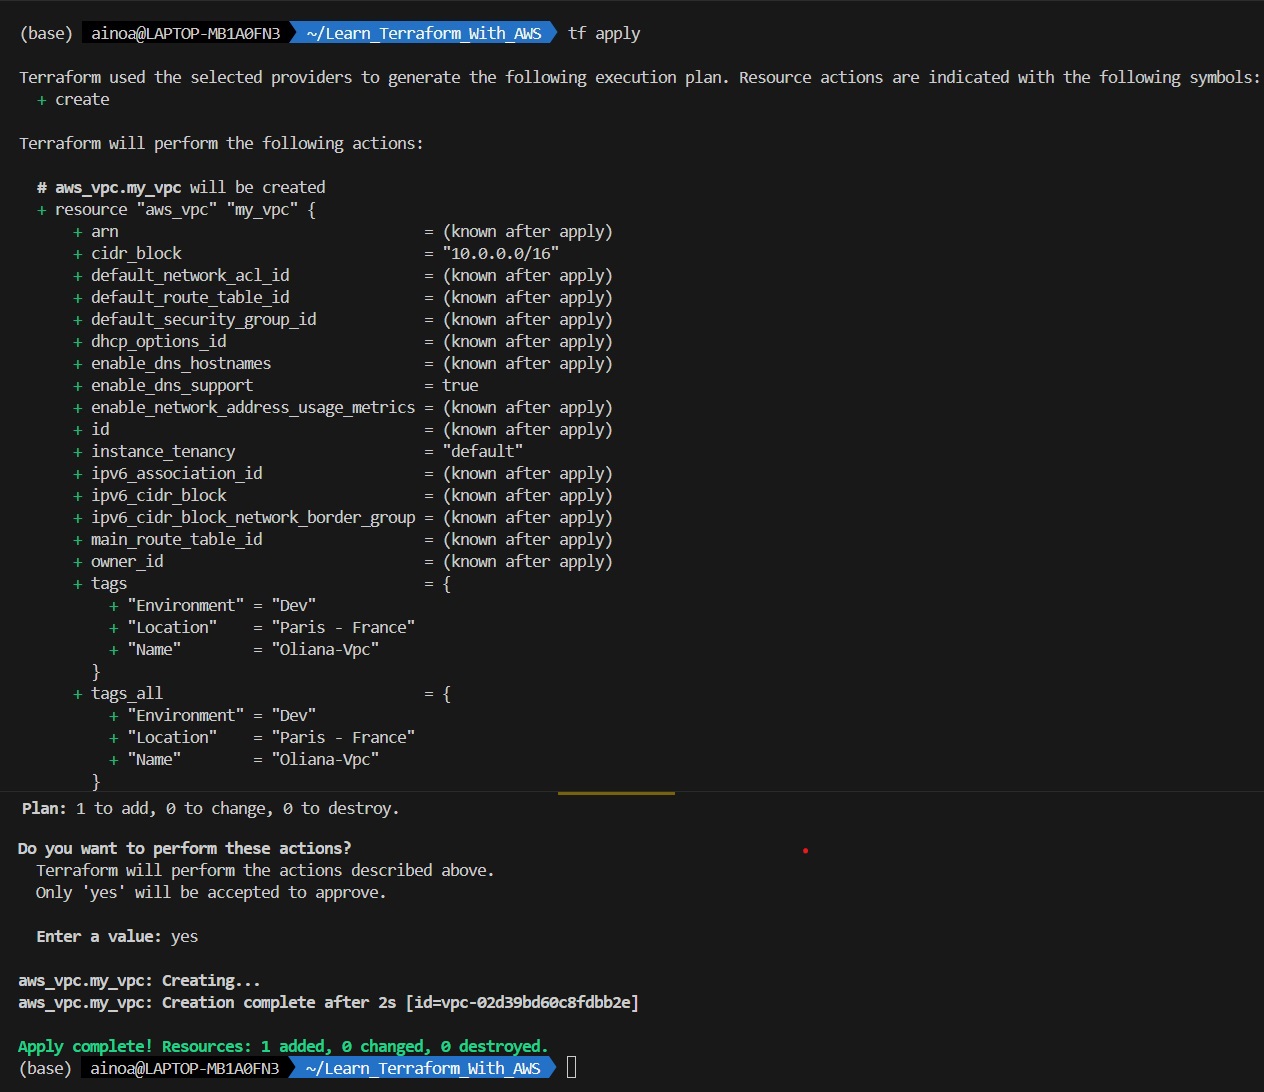 (base) ainoa@LAPTOP-MB1A0FN3 ~/Learn_Terraform_With_AWS tf apply
Terraform used the selected providers to generate the following execution plan. Resource actions are indicated with the following symbols:
+ create
Terraform will perform the following actions:
# aws_vpc.my_vpc will be created
+ resource "aws_vpc" "my_vpc" {
+ arn = (known after apply)
+ cidr_block = "10.0.0.0/16"
+ default_network_acl_id = (known after apply)
+ default_route_table_id = (known after apply)
+ default_security_group_id = (known after apply)
+ dhcp_options_id = (known after apply)
+ enable_dns_hostnames = (known after apply)
+ enable_dns_support = true
+ enable_network_address_usage_metrics = (known after apply)
+ id = (known after apply)
+ instance_tenancy = "default"
+ ipv6_association_id = (known after apply)
+ ipv6_cidr_block = (known after apply)
+ ipv6_cidr_block_network_border_group = (known after apply)
+ main_route_table_id = (known after apply)
+ owner_id = (known after apply)
+ tags = {
+ "Environment" = "Dev"
+ "Location" = "Paris - France"
+ "Name" = "Oliana-Vpc"
}
+ tags_all = {
+ "Environment" = "Dev"
+ "Location" = "Paris - France"
+ "Name" = "Oliana-Vpc"
}
Plan: 1 to add, 0 to change, 0 to destroy.
Do you want to perform these actions?
Terraform will perform the actions described above.
Only 'yes' will be accepted to approve.
Enter a value: yes
aws_vpc.my_vpc: Creating...
aws_vpc.my_vpc: Creation complete after 2s [id=vpc-02d39bd60c8fdbb2e]
Apply complete! Resources: 1 added, 0 changed, 0 destroyed.
(base) ainoa@LAPTOP-MB1A0FN3 ~/Learn_Terraform_With_AWS